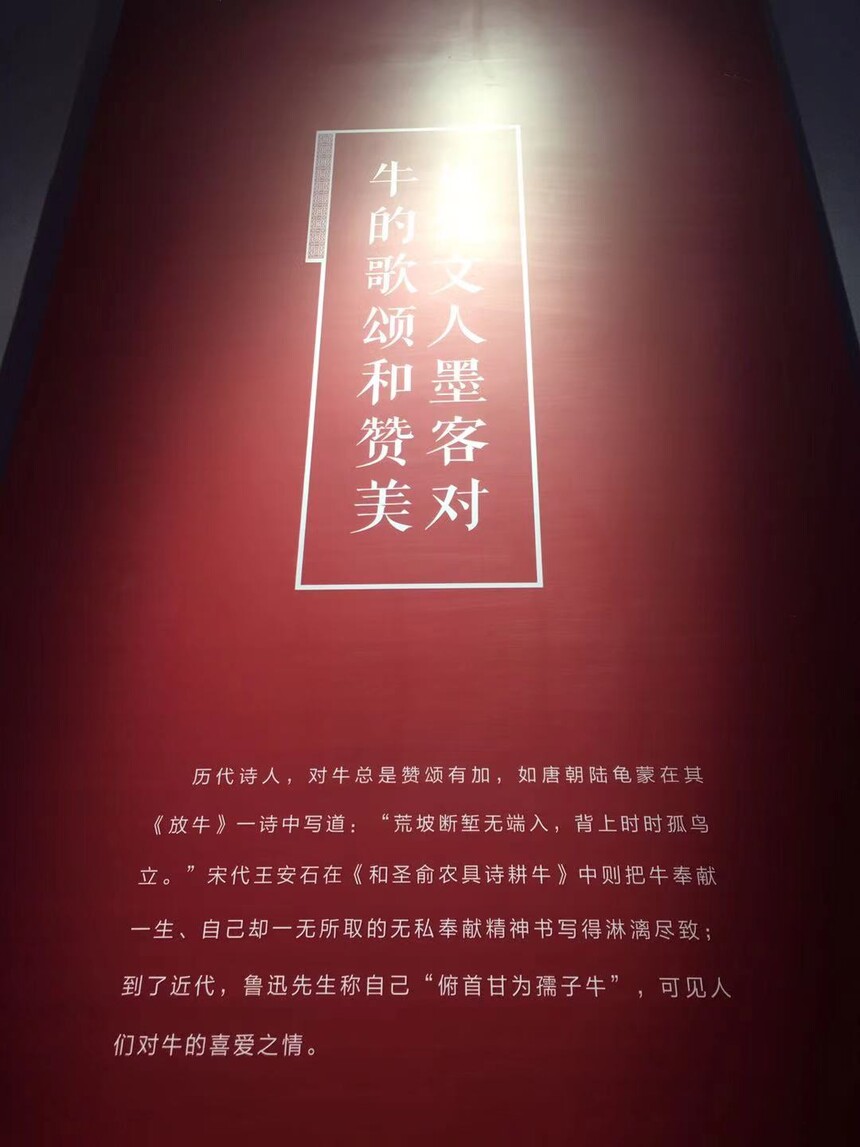 文人墨客对
牛的歌颂和赞美
历代诗人，对牛总是赞颂有加，如唐朝陆龟蒙在其
《放牛》一诗中写道：“荒坡断堑无端入，背上时时孤鸟
立。”宋代王安石在《和圣俞农具诗耕牛》中则把牛奉献
一生、自己却一无所取的无私奉献精神书写得淋漓尽致；
到了近代，鲁迅先生称自己“俯首甘为孺子牛”，可见人
们对牛的喜爱之情。